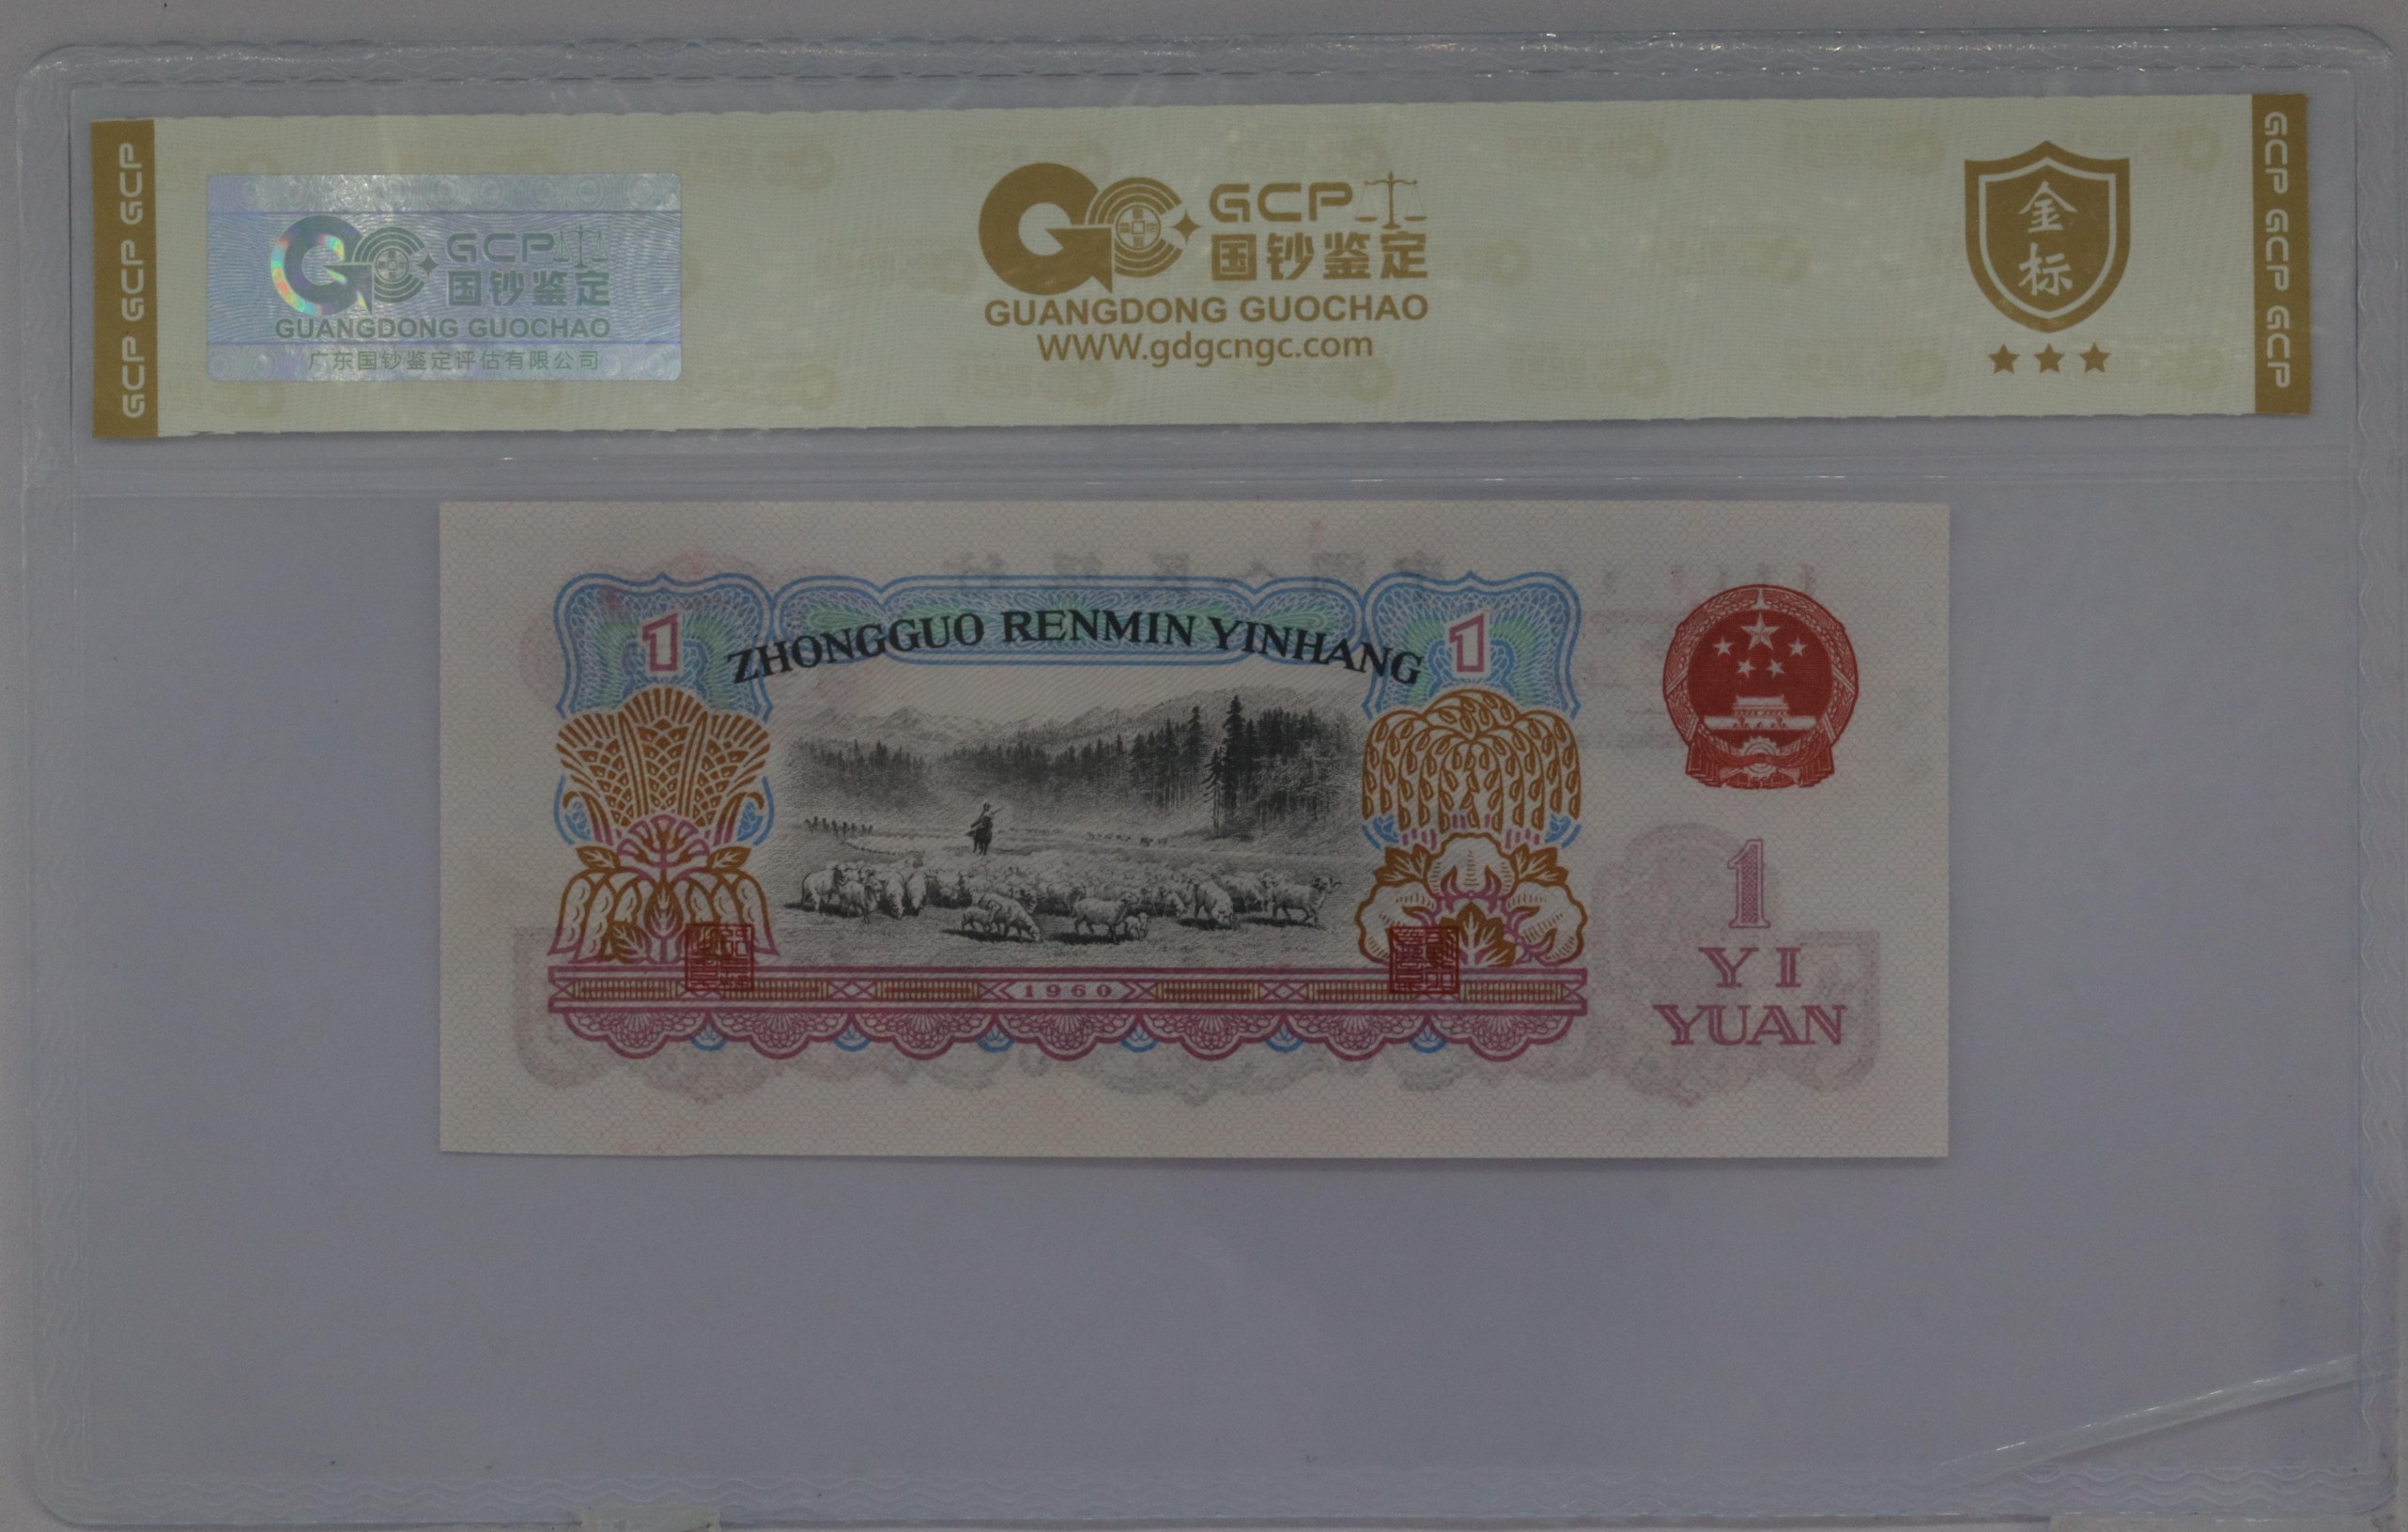 GCP GCP GCP
GCP
国钞鉴定
GUANGDONG GUOCHAO
广东国钞鉴定评估有限公司
GCP
国钞鉴定
GUANGDONG GUOCHAO
WWW.gdgcngc.com
金
标
GCP GCP GCP
1
ZHONGGUO RENMIN YINHANG
1
1960
1
YI
YUAN